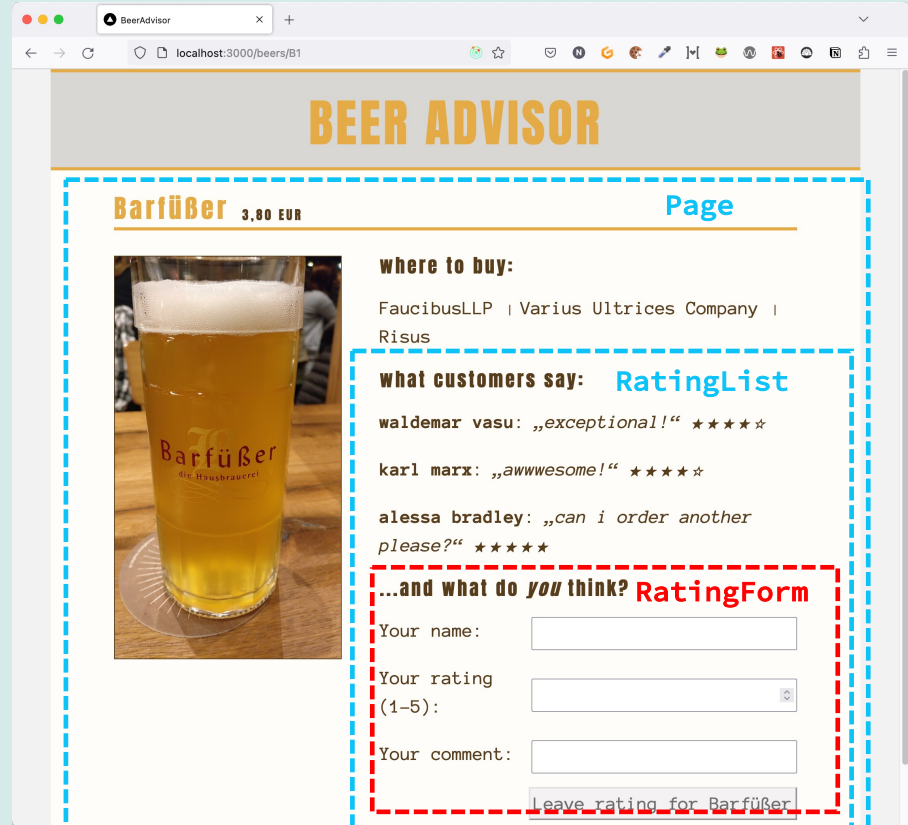 BeerAdvisor
localhost:3000/beers/B1
BEER ADVISOR
Barfüßer 3,80 EUR
Page
where to buy:
FaucibusLLP | Varius Ultrices Company |
Risus
what customers say:
RatingList
waldemar vasu: „exceptional!“ ★★★★☆
karl marx: „awwwesome!“ ★★★★☆
alessa bradley: „can i order another
please?“ ★★★★★
...and what do you think?
RatingForm
Your name:
Your rating
(1-5):
Your comment:
Leave rating for Barfüßer
Barfüßer
die Hausbrauerei